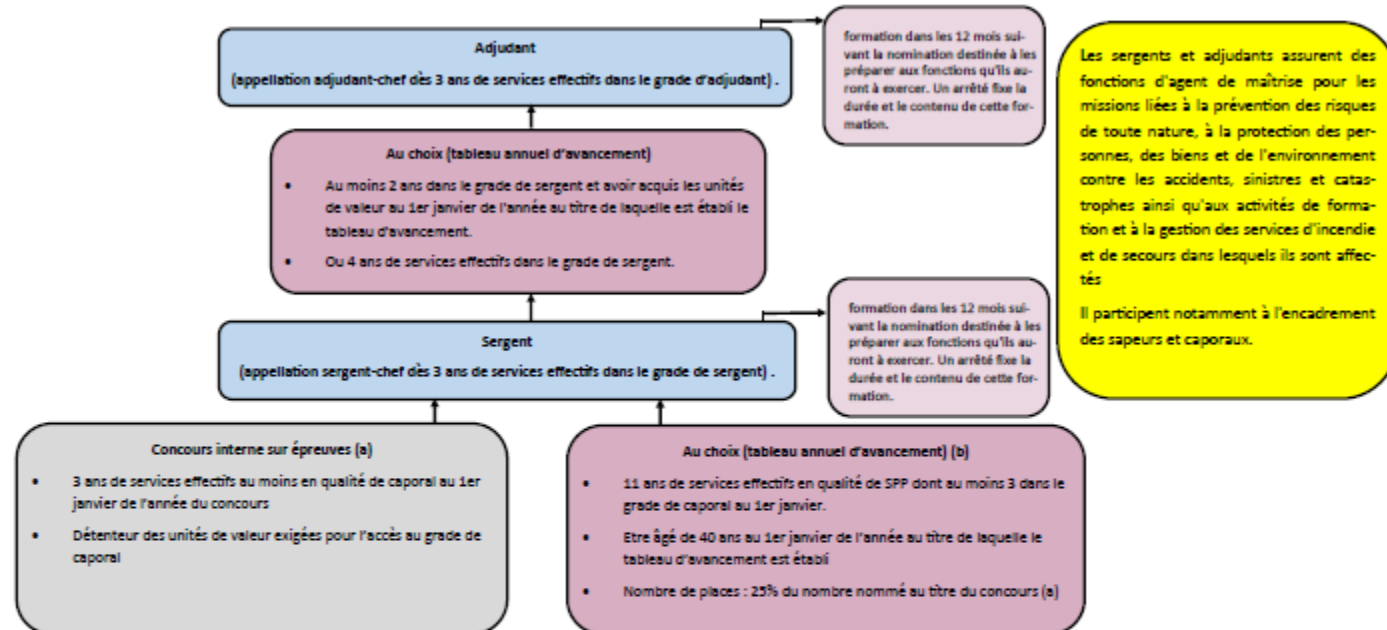 Adjudant
(appellation adjudant-chef dès 3 ans de services effectifs dans le grade d'adjudant) .
formation dans les 12 mois sui-
vant la nomination destinée à les
préparer aux fonctions qu'ils au-
ront à exercer. Un arrêté fixe la
durée et le contenu de cette for-
mation.
Les sergents et adjudants assurent des
fonctions d'agent de maîtrise pour les
missions liées à la prévention des risques
de toute nature, à la protection des per-
sonnes, des biens et de l'environnement
contre les accidents, sinistres et catas-
trophes ainsi qu'aux activités de forma-
tion et à la gestion des services d'incendie
et de secours dans lesquels ils sont affec-
tés
Il participent notamment à l'encadrement
des sapeurs et caporaux.
Au choix (tableau annuel d'avancement)
• Au moins 2 ans dans le grade de sergent et avoir acquis les unités
de valeur au 1er janvier de l'année au titre de laquelle est établi le
tableau d'avancement.
• Ou 4 ans de services effectifs dans le grade de sergent.
Sergent
(appellation sergent-chef dès 3 ans de services effectifs dans le grade de sergent) .
formation dans les 12 mois sui-
vant la nomination destinée à les
préparer aux fonctions qu'ils au-
ront à exercer. Un arrêté fixe la
durée et le contenu de cette for-
mation.
Concours interne sur épreuves (a)
• 3 ans de services effectifs au moins en qualité de caporal au 1er
janvier de l'année du concours
• Détenteur des unités de valeur exigées pour l'accès au grade de
caporal
Au choix (tableau annuel d'avancement) (b)
• 11 ans de services effectifs en qualité de SPP dont au moins 3 dans le
grade de caporal au 1er janvier.
• Etre âgé de 40 ans au 1er janvier de l'année au titre de laquelle le
tableau d'avancement est établi
• Nombre de places : 25% du nombre nommé au titre du concours (a)